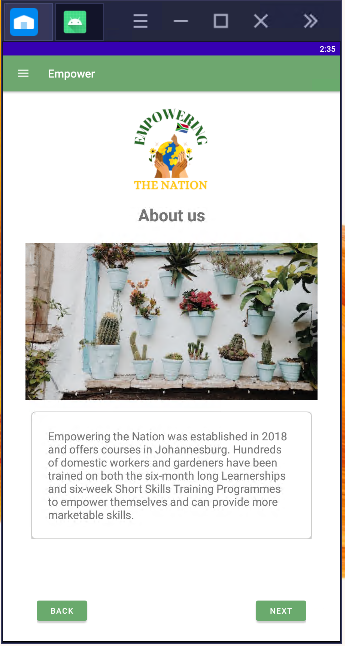 2:35
Empower
EMPOWERING
THE NATION
About us
Empowering the Nation was established in 2018
and offers courses in Johannesburg. Hundreds
of domestic workers and gardeners have been
trained on both the six-month long Learnerships
and six-week Short Skills Training Programmes
to empower themselves and can provide more
marketable skills.
BACK
NEXT